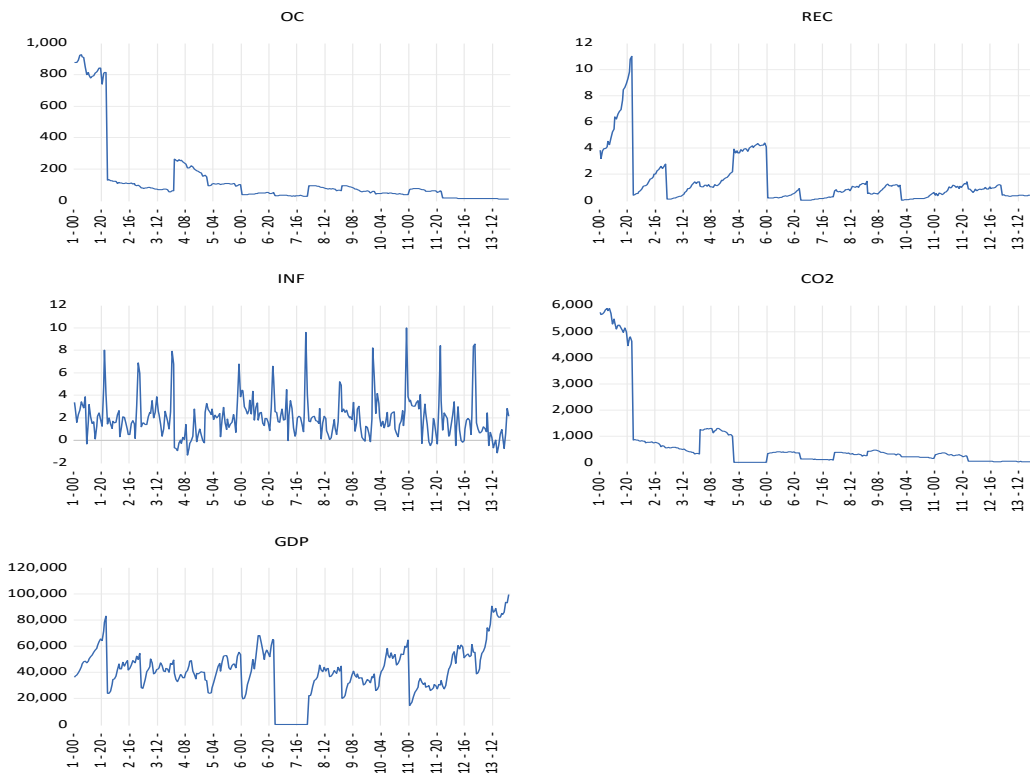 OC
1,000
800
600
400
200
0
1 - 00
1 - 20
2 - 16
3 - 12
4 - 08
5 - 04
6 - 00
6 - 20
7 - 16
8 - 12
9 - 08
10 - 04
11 - 00
11 - 20
12 - 16
13 - 12
REC
12
10
8
6
4
2
0
1 - 00
1 - 20
2 - 16
3 - 12
4 - 08
5 - 04
6 - 00
6 - 20
7 - 16
8 - 12
9 - 08
10 - 04
11 - 00
11 - 20
12 - 16
13 - 12
INF
12
10
8
6
4
2
0
-2
1 - 00
1 - 20
2 - 16
3 - 12
4 - 08
5 - 04
6 - 00
6 - 20
7 - 16
8 - 12
9 - 08
10 - 04
11 - 00
11 - 20
12 - 16
13 - 12
CO2
6,000
5,000
4,000
3,000
2,000
1,000
0
1 - 00
1 - 20
2 - 16
3 - 12
4 - 08
5 - 04
6 - 00
6 - 20
7 - 16
8 - 12
9 - 08
10 - 04
11 - 00
11 - 20
12 - 16
13 - 12
GDP
120,000
100,000
80,000
60,000
40,000
20,000
0
1 - 00
1 - 20
2 - 16
3 - 12
4 - 08
5 - 04
6 - 00
6 - 20
7 - 16
8 - 12
9 - 08
10 - 04
11 - 00
11 - 20
12 - 16
13 - 12